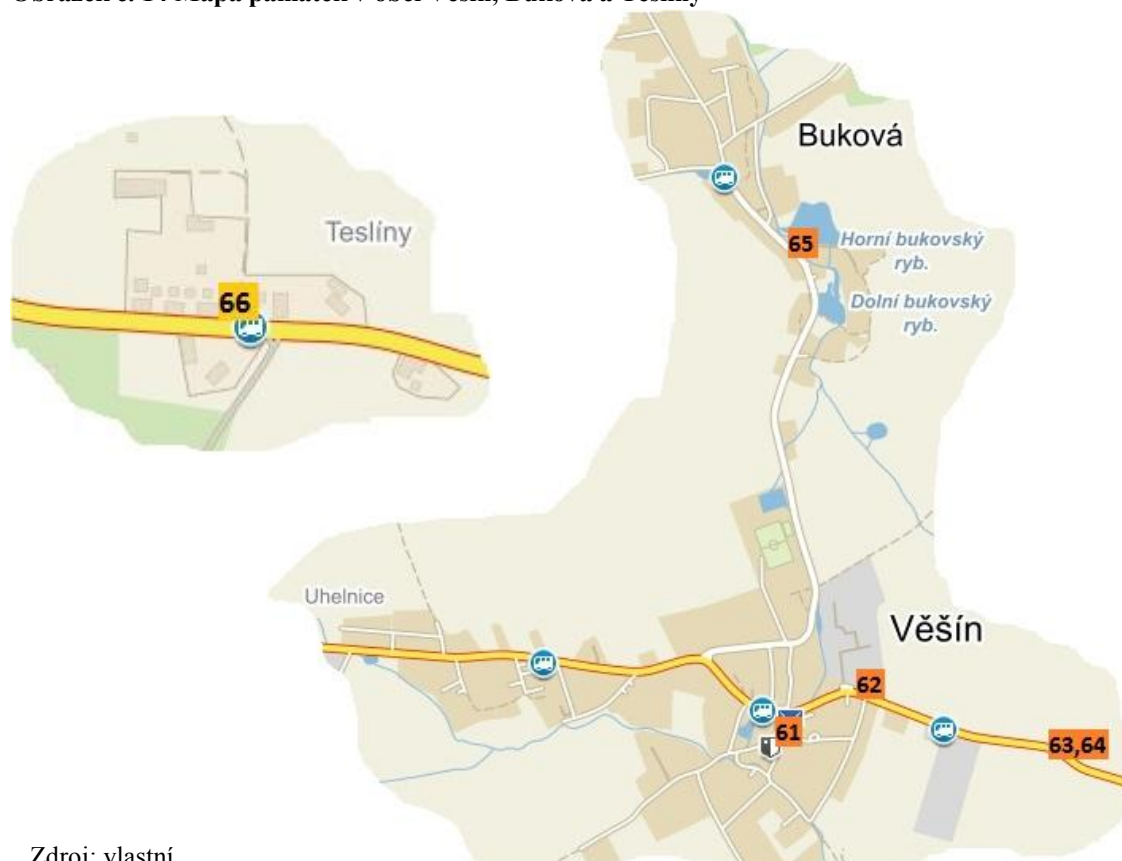 Buková
Teslíny
65
Horní bukovský
ryb.
66
Dolní bukovský
ryb.
Uhelnice
Věšín
62
61
63,64
Zdroj: vlastní